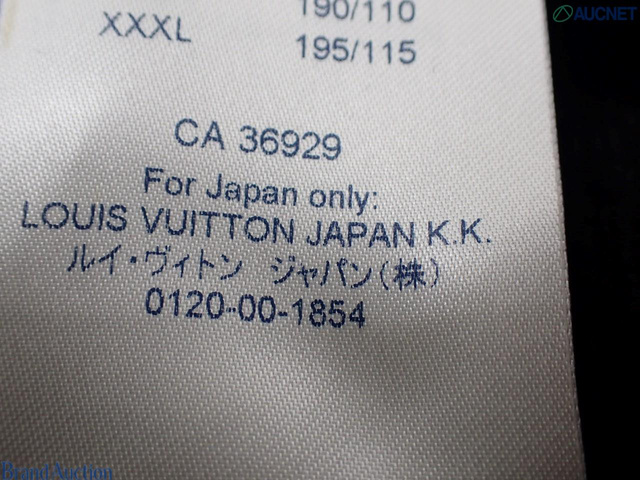 190/110
AUCNET
XXXL
195/115
CA 36929
For Japan only:
LOUIS VUITTON JAPAN K.K.
ルイ・ヴィトン ジャパン(株)
0120-00-1854
Brand Auction